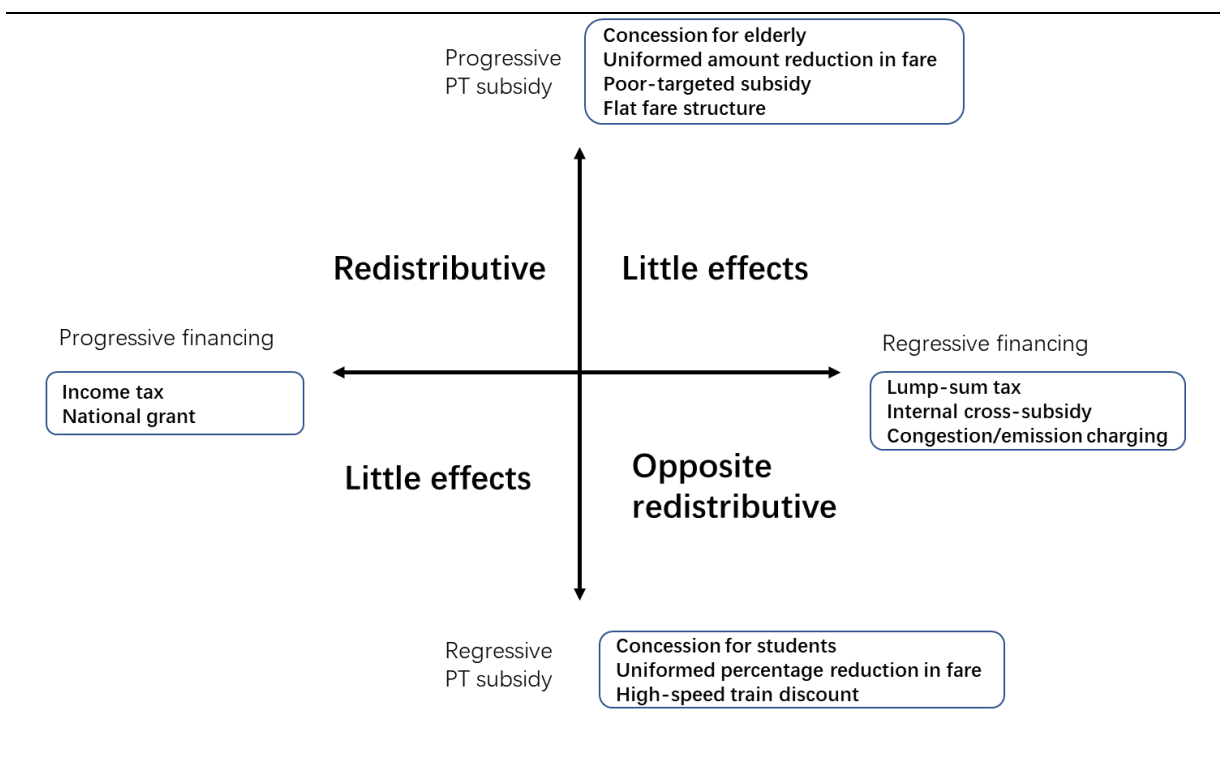 Progressive
PT subsidy
Concession for elderly
Uniformed amount reduction in fare
Poor-targeted subsidy
Flat fare structure
Redistributive
Little effects
Progressive financing
Income tax
National grant
Regressive financing
Lump-sum tax
Internal cross-subsidy
Congestion/emission charging
Little effects
Opposite
redistributive
Regressive
PT subsidy
Concession for students
Uniformed percentage reduction in fare
High-speed train discount